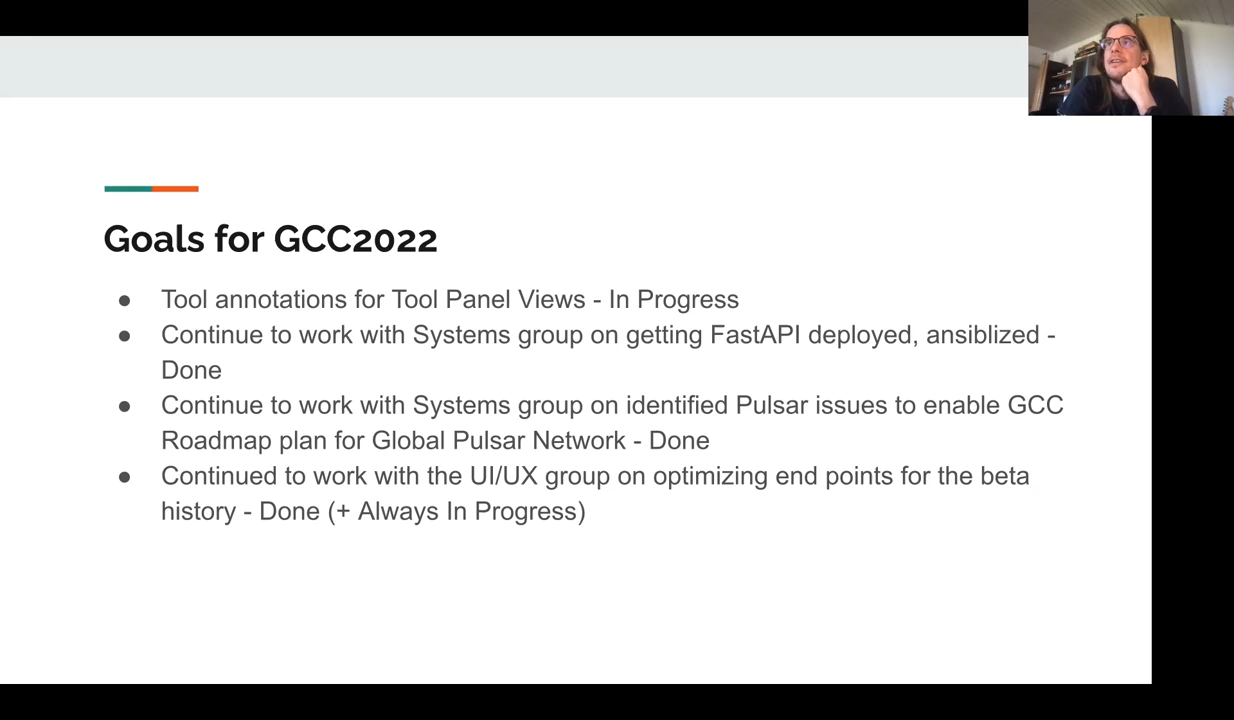 Goals for GCC2022
● Tool annotations for Tool Panel Views - In Progress
● Continue to work with Systems group on getting FastAPI deployed, ansiblized -
Done
● Continue to work with Systems group on identified Pulsar issues to enable GCC
Roadmap plan for Global Pulsar Network - Done
● Continued to work with the UI/UX group on optimizing end points for the beta
history - Done (+ Always In Progress)